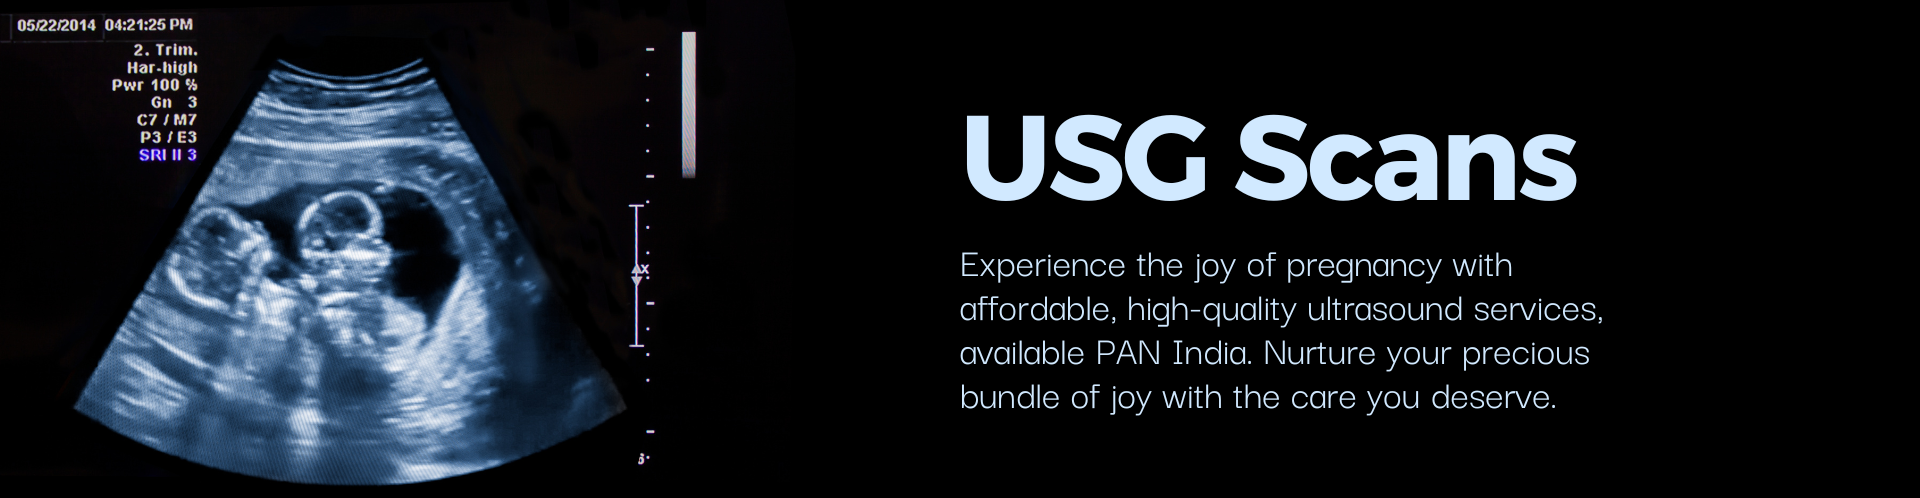 05/22/2014 04:21:25 PM
2. Trim.
Har-high
Pwr 100 %
Gn 3
C7 / M7
P3 / E3
SRI II 3
X
USG Scans
Experience the joy of pregnancy with
affordable, high-quality ultrasound services,
available PAN India. Nurture your precious
bundle of joy with the care you deserve.